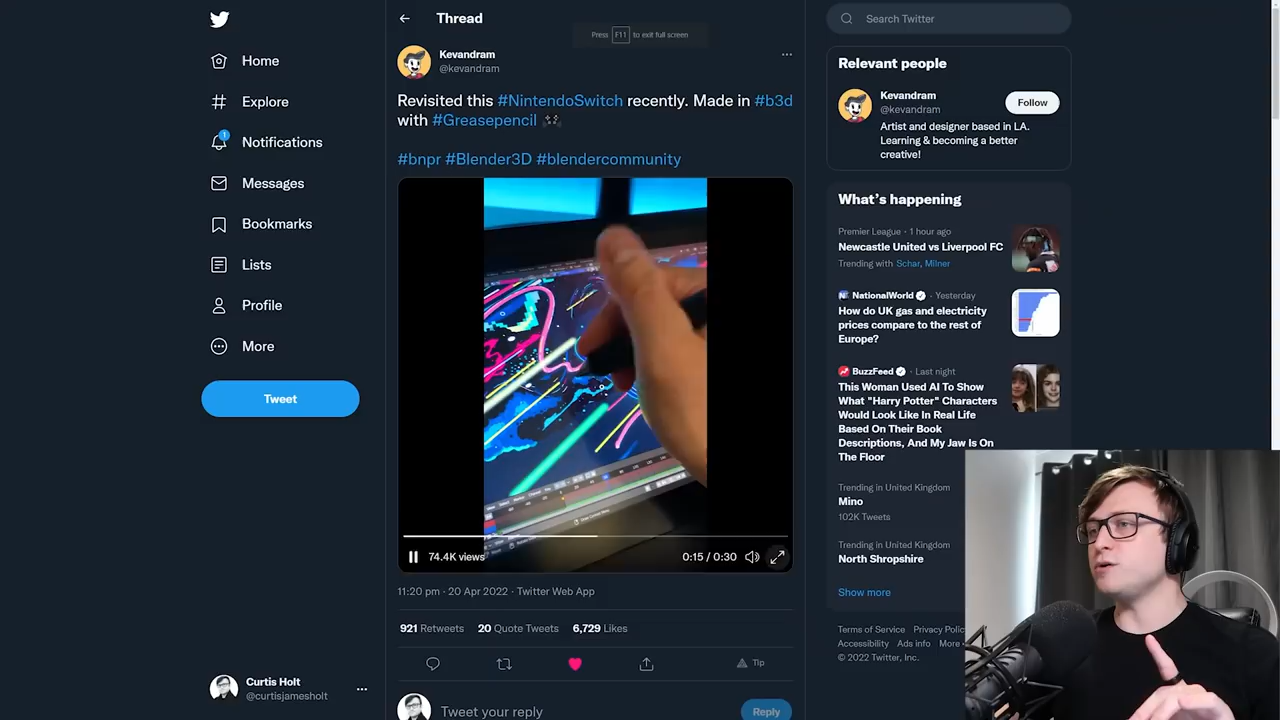 Home
Explore
1
Notifications
Messages
Bookmarks
Lists
Profile
More
Tweet
Curtis Holt
@curtisjamesholt
Thread
Press F11 to exit full screen
Kevandram
@kevandram
Revisited this #NintendoSwitch recently. Made in #b3d
with #Greasepencil 🎮
#bnpr #Blender3D #blendercommunity
74.4K views
0:15 / 0:30
11:20 pm · 20 Apr 2022 · Twitter Web App
921 Retweets 20 Quote Tweets 6,729 Likes
Tip
Tweet your reply
Reply
Search Twitter
Relevant people
Kevandram
@kevandram
Follow
Artist and designer based in LA.
Learning & becoming a better
creative!
What's happening
Premier League · 1 hour ago
Newcastle United vs Liverpool FC
Trending with Schar, Milner
NationalWorld · Yesterday
How do UK gas and electricity
prices compare to the rest of
Europe?
BuzzFeed · Last night
This Woman Used AI To Show
What "Harry Potter" Characters
Would Look Like In Real Life
Based On Their Book
Descriptions, And My Jaw Is On
The Floor
Trending in United Kingdom
Mino
102K Tweets
Trending in United Kingdom
North Shropshire
Show more
Terms of Service Privacy
Accessibility Ads info More
© 2022 Twitter, Inc.